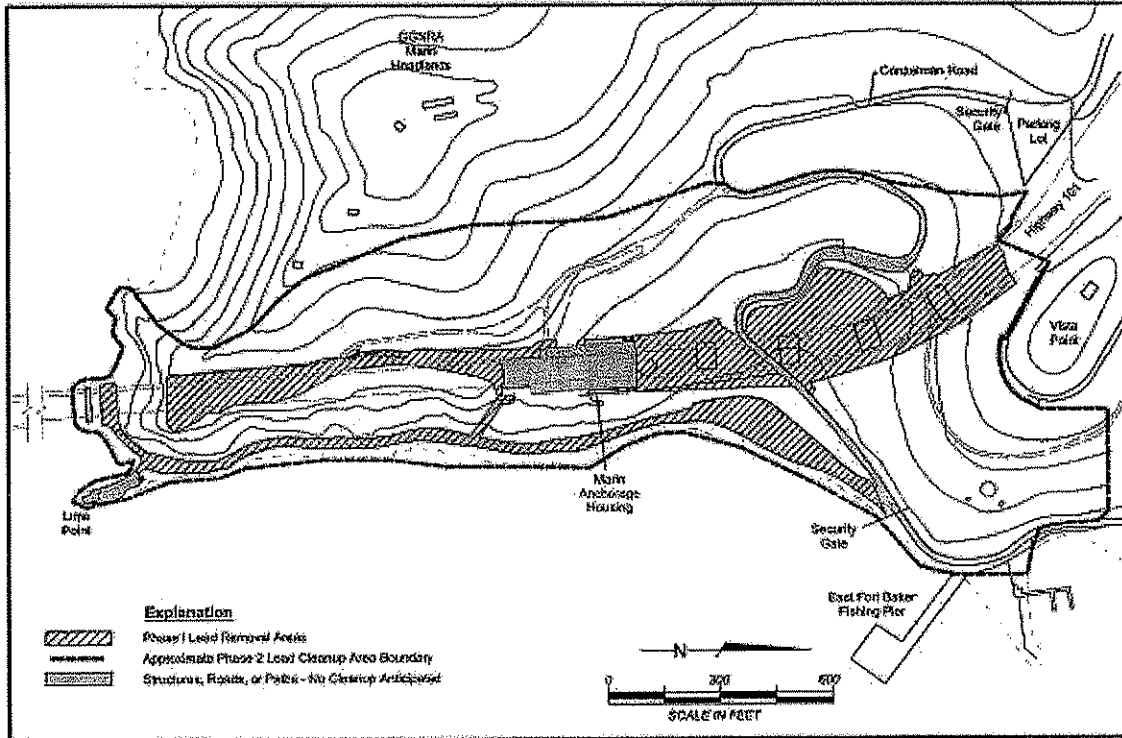 GGNRA
Marin
Headlands
Conzelman Road
Security
Gate
Parking
Lot
Highway 101
Vista
Point
Marin
Anchorage
Housing
Lime
Point
Security
Gate
East Fort Baker
Fishing Pier
Explanation
Phase I Lead Removal Areas
Approximate Phase 2 Lead Cleanup Area Boundary
Structures, Roads, or Paths - No Cleanup Anticipated
N
0 300 600
SCALE IN FEET